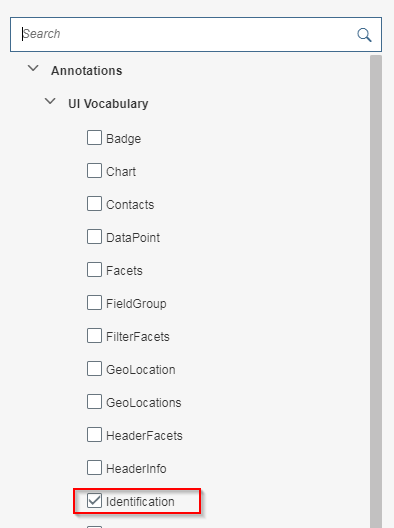 Search
Annotations
UI Vocabulary
Badge
Chart
Contacts
DataPoint
Facets
FieldGroup
FilterFacets
GeoLocation
GeoLocations
HeaderFacets
HeaderInfo
Identification